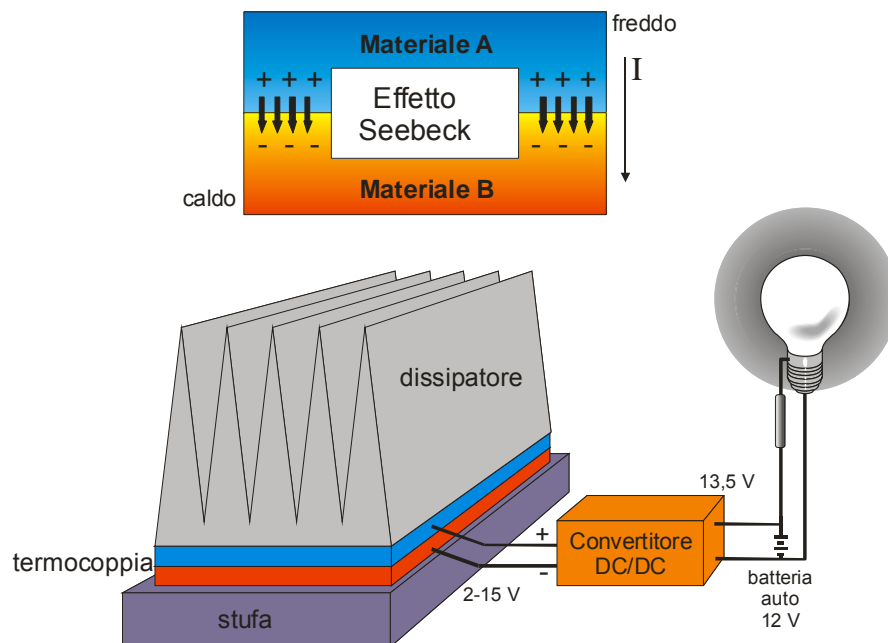 freddo
Materiale A
I
+ + +
+ + +
Effetto
Seebeck
- - -
- - -
Materiale B
caldo
dissipatore
13,5 V
+
Convertitore
DC/DC
-
termocoppia
2-15 V
batteria
auto
12 V
stufa